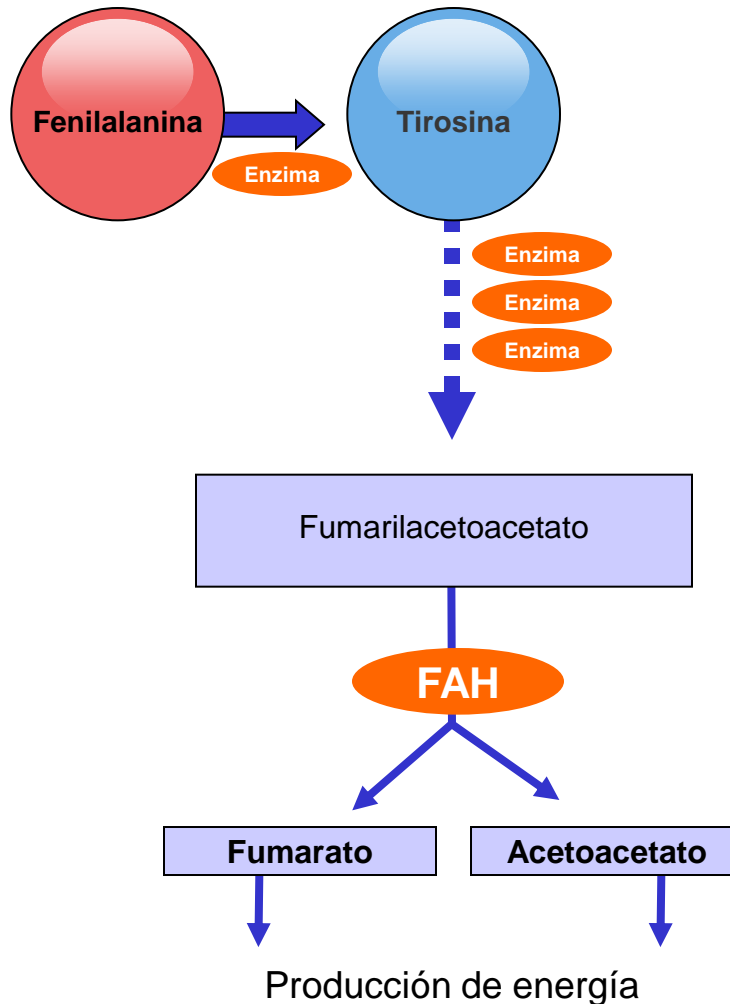 Fenilalanina
Tirosina
Enzima
Enzima
Enzima
Enzima
Fumarilacetoacetato
FAH
Fumarato
Acetoacetato
Producción de energía